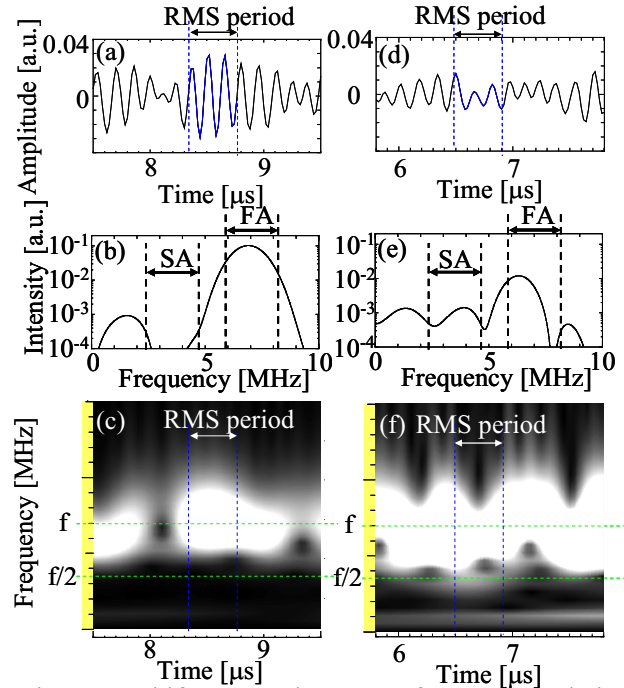 RMS period
RMS period
0.04
(a)
0
8
9
Time [μs]
Amplitude [a.u.]
0.04
(d)
0
6
7
Time [μs]
FA
SA
(b)
10⁻¹
10⁻²
10⁻³
10⁻⁴
0
5
10
Frequency [MHz]
Intensity [a.u.]
FA
SA
(e)
10⁻¹
10⁻²
10⁻³
10⁻⁴
0
5
10
Frequency [MHz]
(c)
RMS period
f
f/2
8
9
Time [μs]
Frequency [MHz]
(f)
RMS period
f
f/2
6
7
Time [μs]